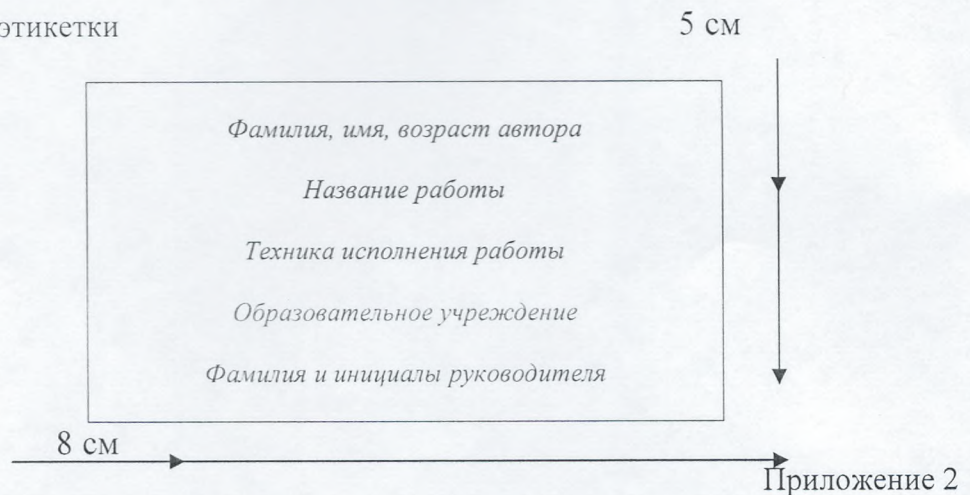 этикетки
5 см
Фамилия, имя, возраст автора
Название работы
Техника исполнения работы
Образовательное учреждение
Фамилия и инициалы руководителя
8 см
Приложение 2